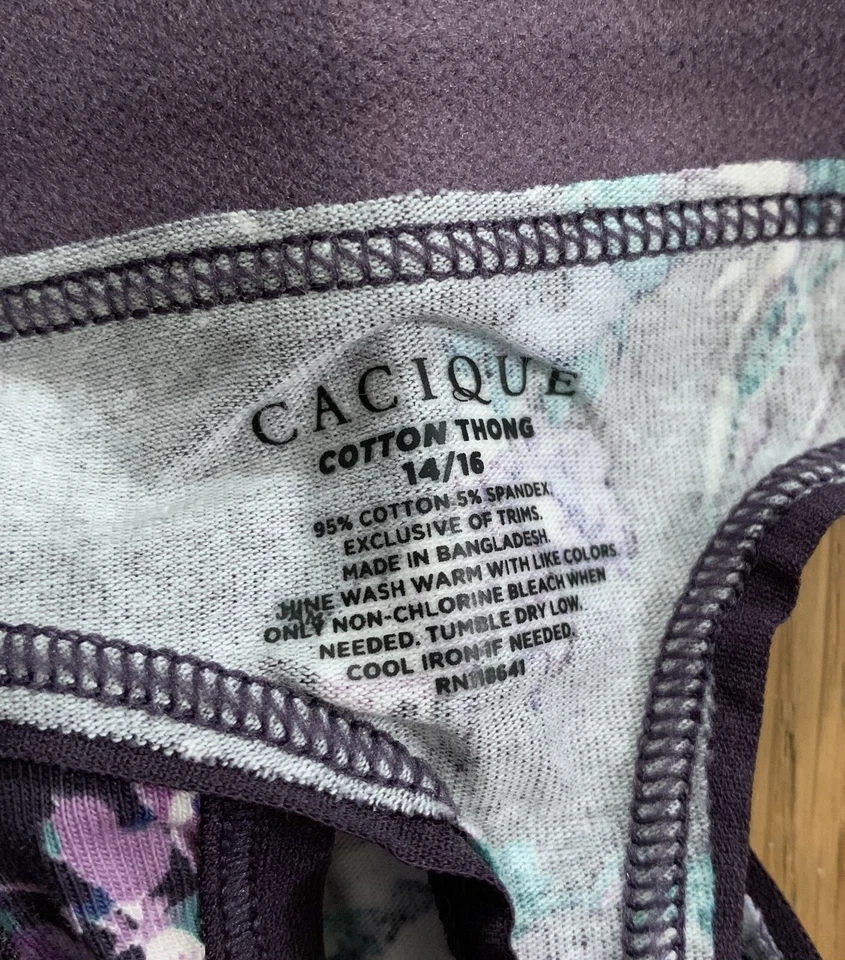 CACIQUE
COTTON THONG
14/16
95% COTTON 5% SPANDEX.
EXCLUSIVE OF TRIMS.
MADE IN BANGLADESH.
WASH WARM WITH LIKE COLORS.
ONLY NON-CHLORINE BLEACH WHEN
NEEDED. TUMBLE DRY LOW.
COOL IRON IF NEEDED.